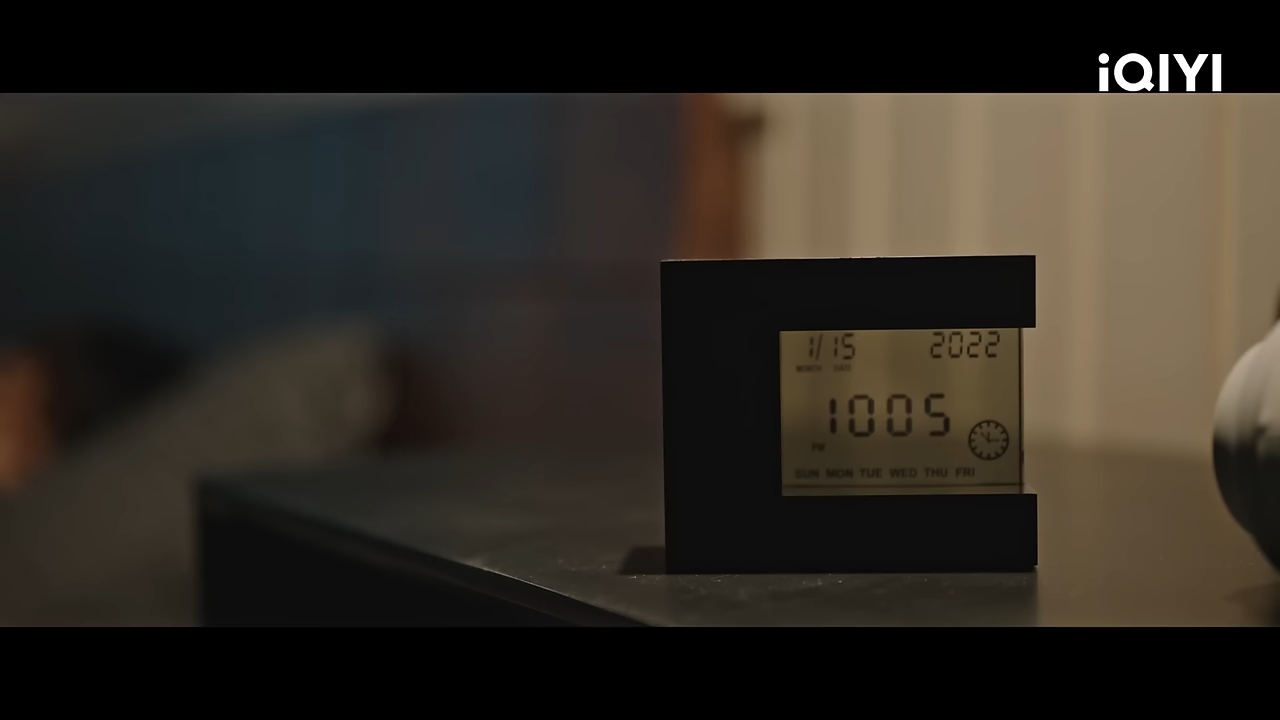 iQIYI
1/15 2022
MONTH DATE
1005
PM
SUN MON TUE WED THU FRI